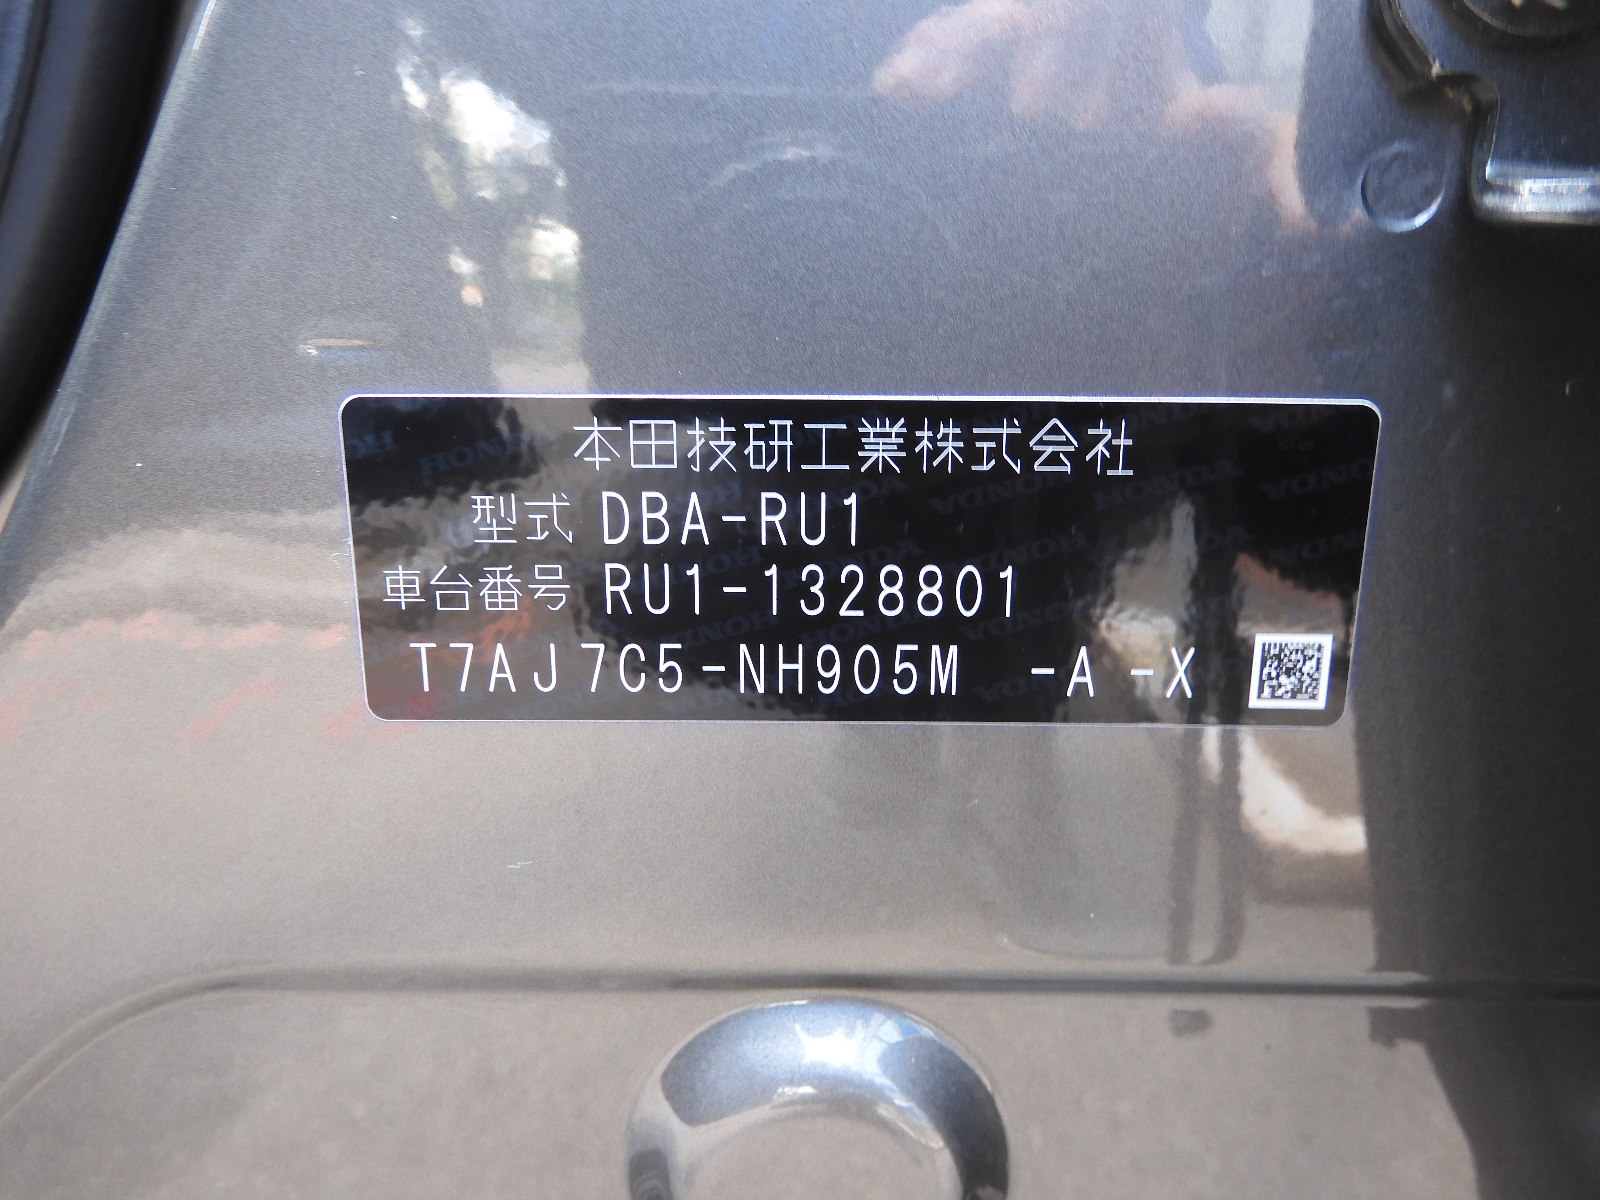 本田技研工業株式会社
型式 DBA-RU1
車台番号 RU1-1328801
T7AJ7C5-NH905M -A -X